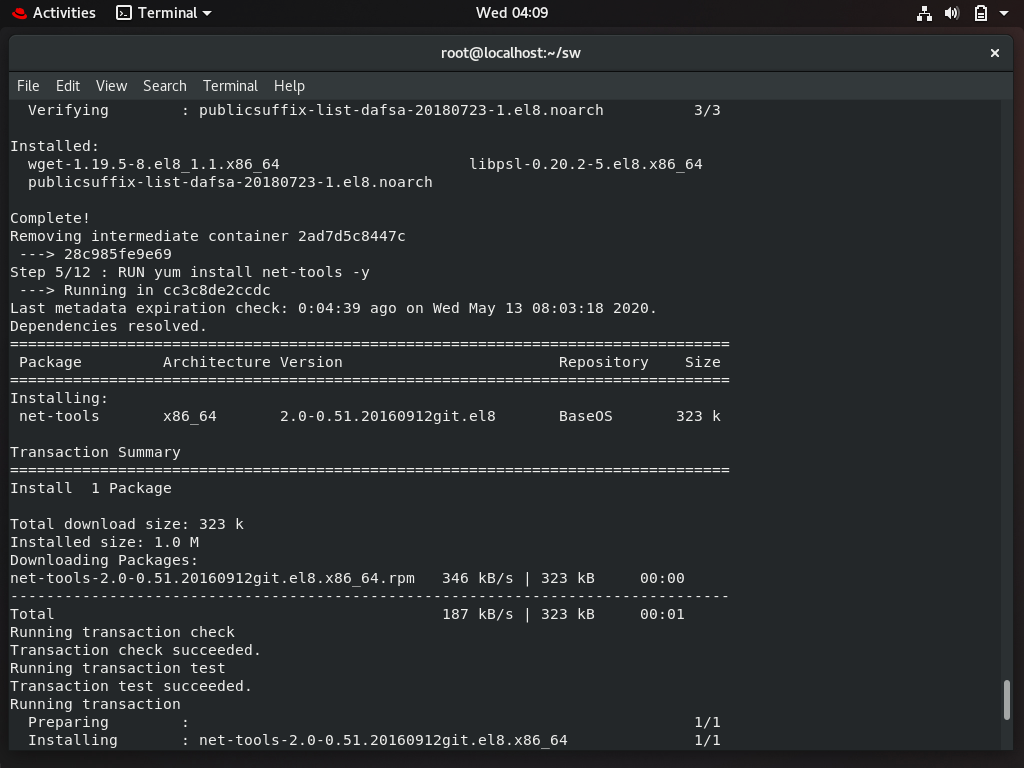 Activities Terminal Wed 04:09
root@localhost:~/sw
File Edit View Search Terminal Help
  Verifying        : publicsuffix-list-dafsa-20180723-1.el8.noarch          3/3
Installed:
  wget-1.19.5-8.el8_1.1.x86_64                     libpsl-0.20.2-5.el8.x86_64
  publicsuffix-list-dafsa-20180723-1.el8.noarch
Complete!
Removing intermediate container 2ad7d5c8447c
 ---> 28c985fe9e69
Step 5/12 : RUN yum install net-tools -y
 ---> Running in cc3c8de2ccdc
Last metadata expiration check: 0:04:39 ago on Wed May 13 08:03:18 2020.
Dependencies resolved.
================================================================================
 Package         Architecture Version                        Repository    Size
================================================================================
Installing:
 net-tools       x86_64       2.0-0.51.20160912git.el8       BaseOS       323 k
Transaction Summary
================================================================================
Install  1 Package
Total download size: 323 k
Installed size: 1.0 M
Downloading Packages:
net-tools-2.0-0.51.20160912git.el8.x86_64.rpm   346 kB/s | 323 kB     00:00
--------------------------------------------------------------------------------
Total                                           187 kB/s | 323 kB     00:01
Running transaction check
Transaction check succeeded.
Running transaction test
Transaction test succeeded.
Running transaction
  Preparing        :                                                        1/1
  Installing       : net-tools-2.0-0.51.20160912git.el8.x86_64              1/1